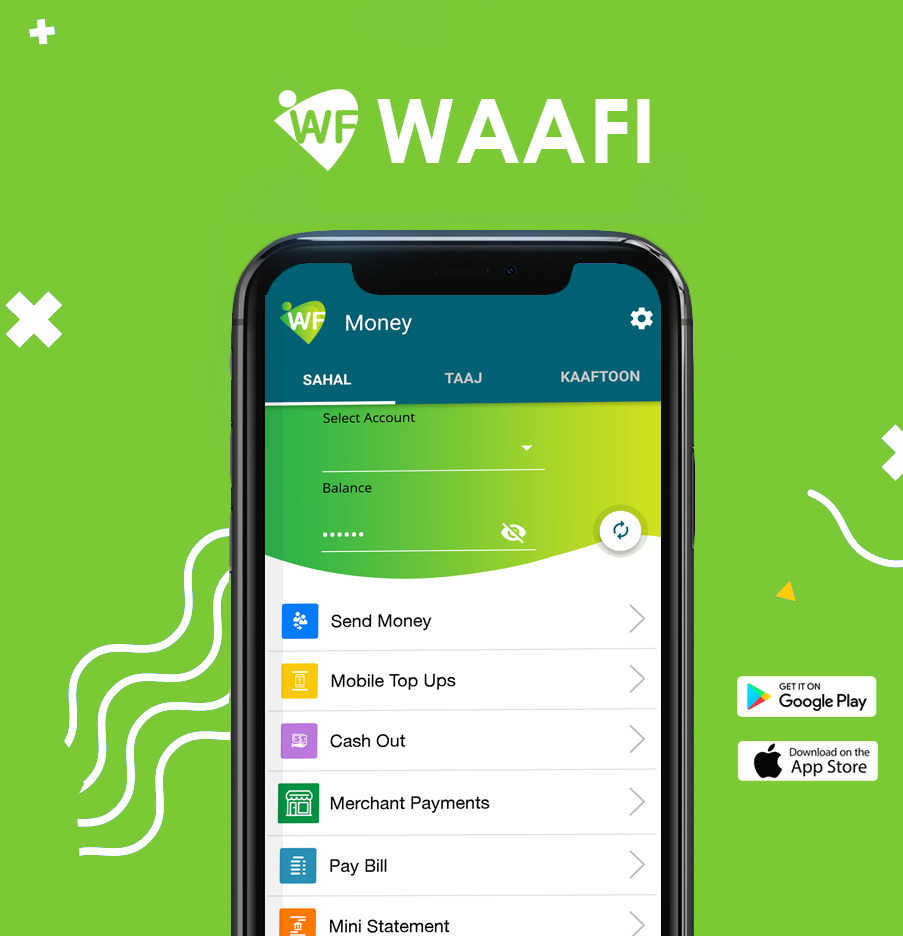 WF WAAFI
WF Money
SAHAL TAAJ KAAFTOON
Select Account
Balance
••••••
Send Money
Mobile Top Ups
GET IT ON
Google Play
Cash Out
Download on the
App Store
Merchant Payments
Pay Bill
Mini Statement